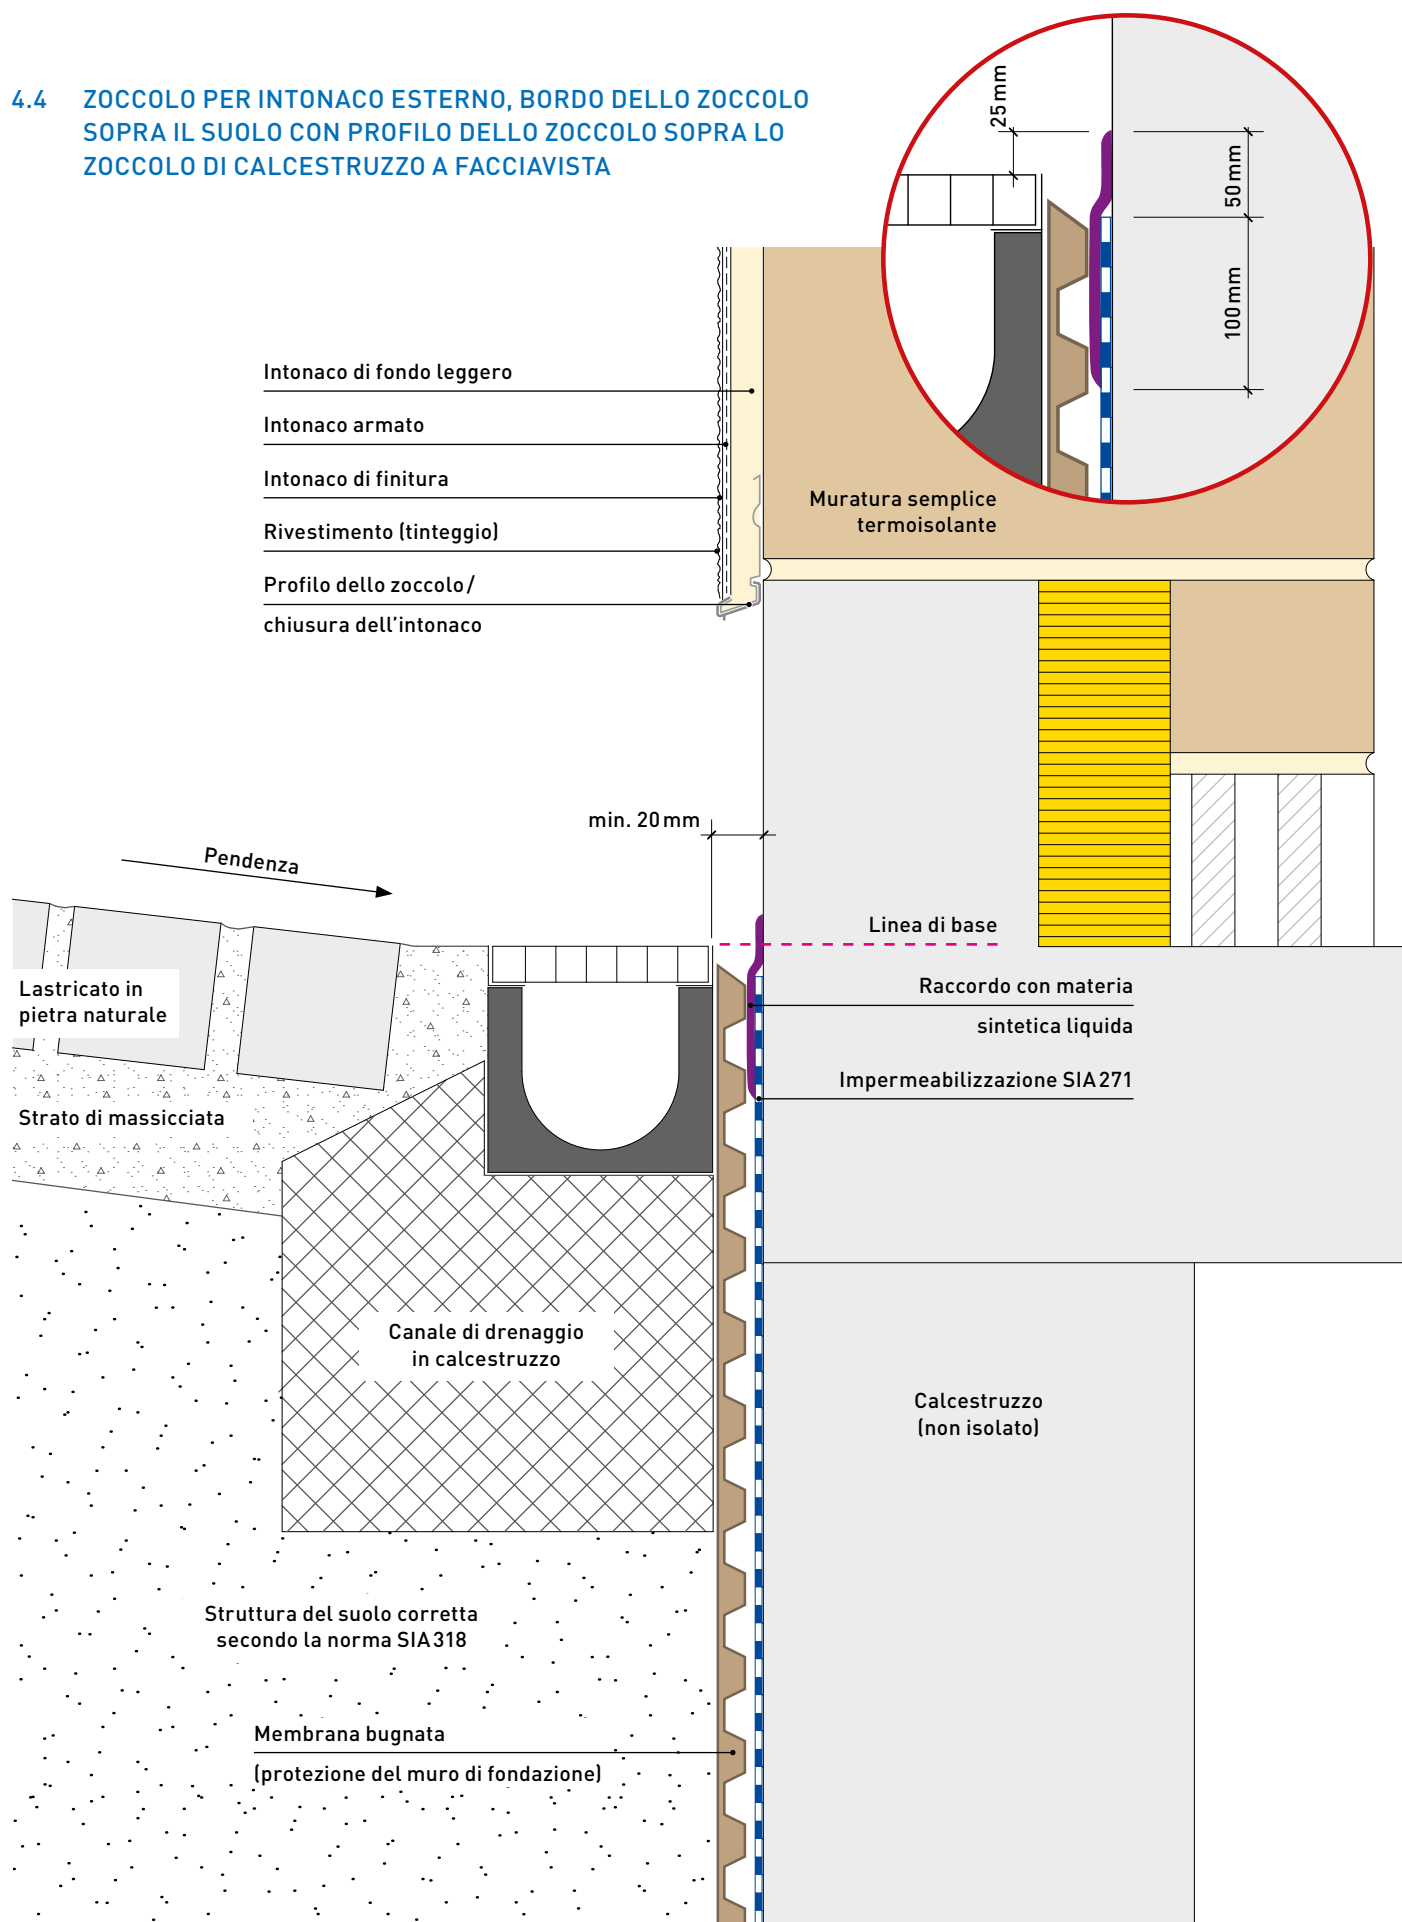 4.4 ZOCCOLO PER INTONACO ESTERNO, BORDO DELLO ZOCCOLO
SOPRA IL SUOLO CON PROFILO DELLO ZOCCOLO SOPRA LO
ZOCCOLO DI CALCESTRUZZO A FACCIAVISTA
25 mm
50 mm
100 mm
Intonaco di fondo leggero
Intonaco armato
Intonaco di finitura
Rivestimento (tinteggio)
Profilo dello zoccolo/
chiusura dell'intonaco
Muratura semplice
termoisolante
min. 20 mm
Pendenza
Linea di base
Lastricato in
pietra naturale
Raccordo con materia
sintetica liquida
Impermeabilizzazione SIA 271
Strato di massicciata
Canale di drenaggio
in calcestruzzo
Calcestruzzo
(non isolato)
Struttura del suolo corretta
secondo la norma SIA 318
Membrana bugnata
(protezione del muro di fondazione)